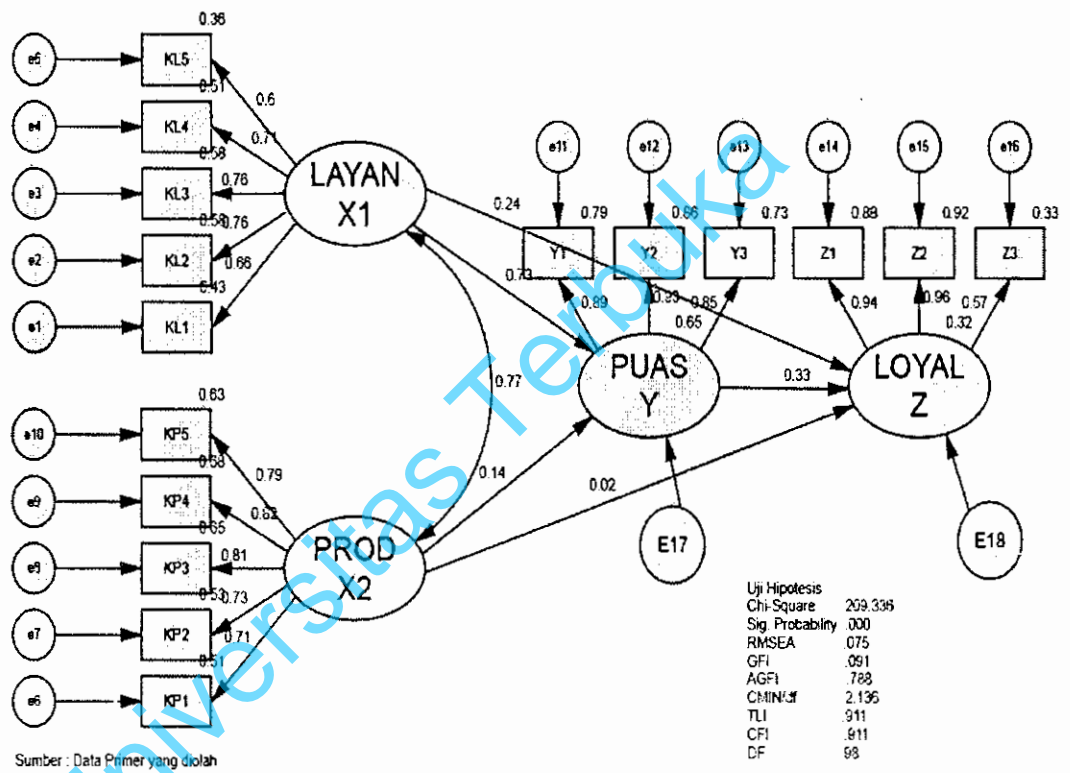 0.36
e5
KL5
0.51
0.6
e4
KL4
0.71
0.58
e3
KL3
0.76
0.58
0.76
e2
KL2
0.66
0.43
e1
KL1
LAYAN
X1
0.63
e10
KP5
0.68
0.79
e9
KP4
0.82
0.65
KP3
0.81
0.53
0.73
e7
KP2
0.71
0.51
e6
KP1
PROD
X2
0.77
0.24
0.73
0.14
0.02
e11
e12
e13
e14
e15
e16
0.79
0.73
0.92
0.33
Y1
Y2
Y3
Z1
Z2
Z3
0.89
0.85
0.94
0.96
0.57
0.65
0.32
PUAS
Y
0.33
LOYAL
Z
E17
E18
Uji Hipotesis
Chi-Square 209.336
Sig. Probability .000
RMSEA .075
GFI .091
AGFI .788
CMIN/df 2.136
TLI .911
CFI .911
DF 98
Sumber : Data Primer yang diolah
Universitas Terbuka